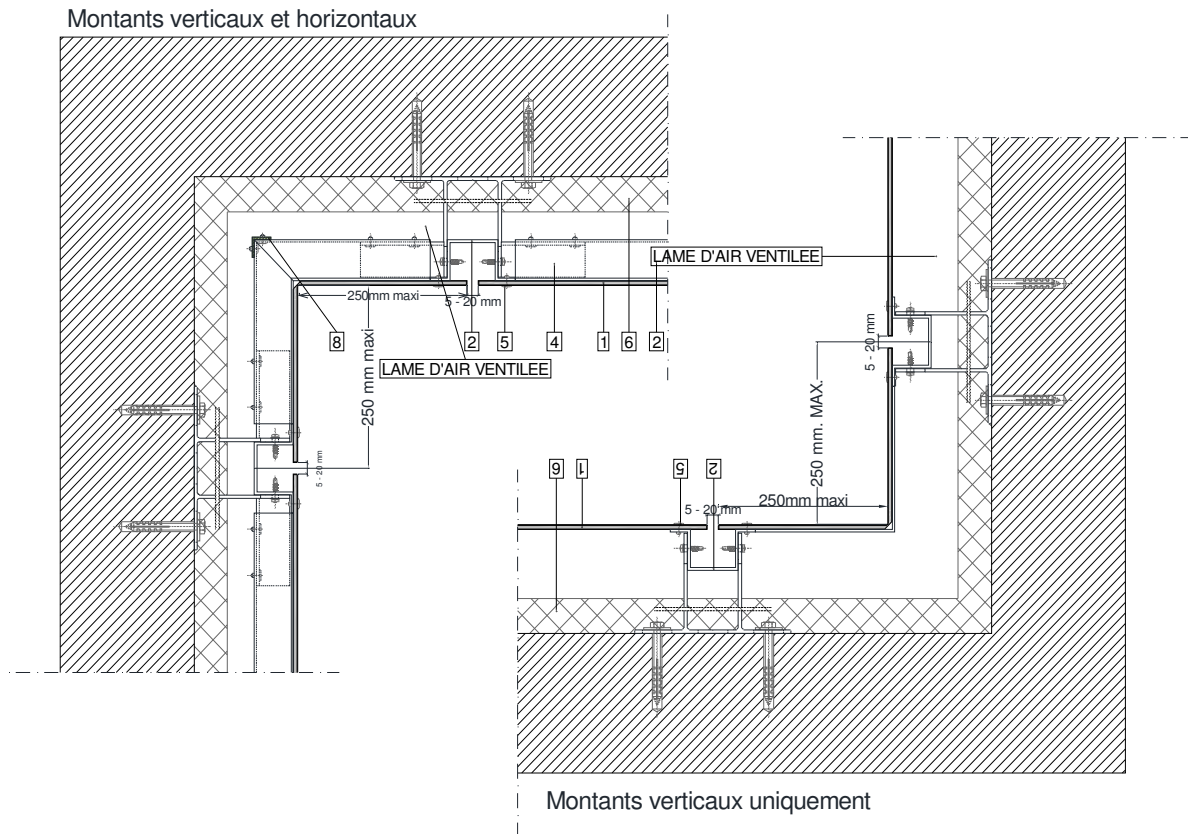 Montants verticaux et horizontaux
LAME D'AIR VENTILEE
250mm maxi
5 - 20 mm
8
2
5
4
1
6
2
LAME D'AIR VENTILEE
250 mm maxi
5 - 20 mm
5 - 20 mm
250 mm. MAX.
6
1
5
2
250mm maxi
5 - 20 mm
Montants verticaux uniquement